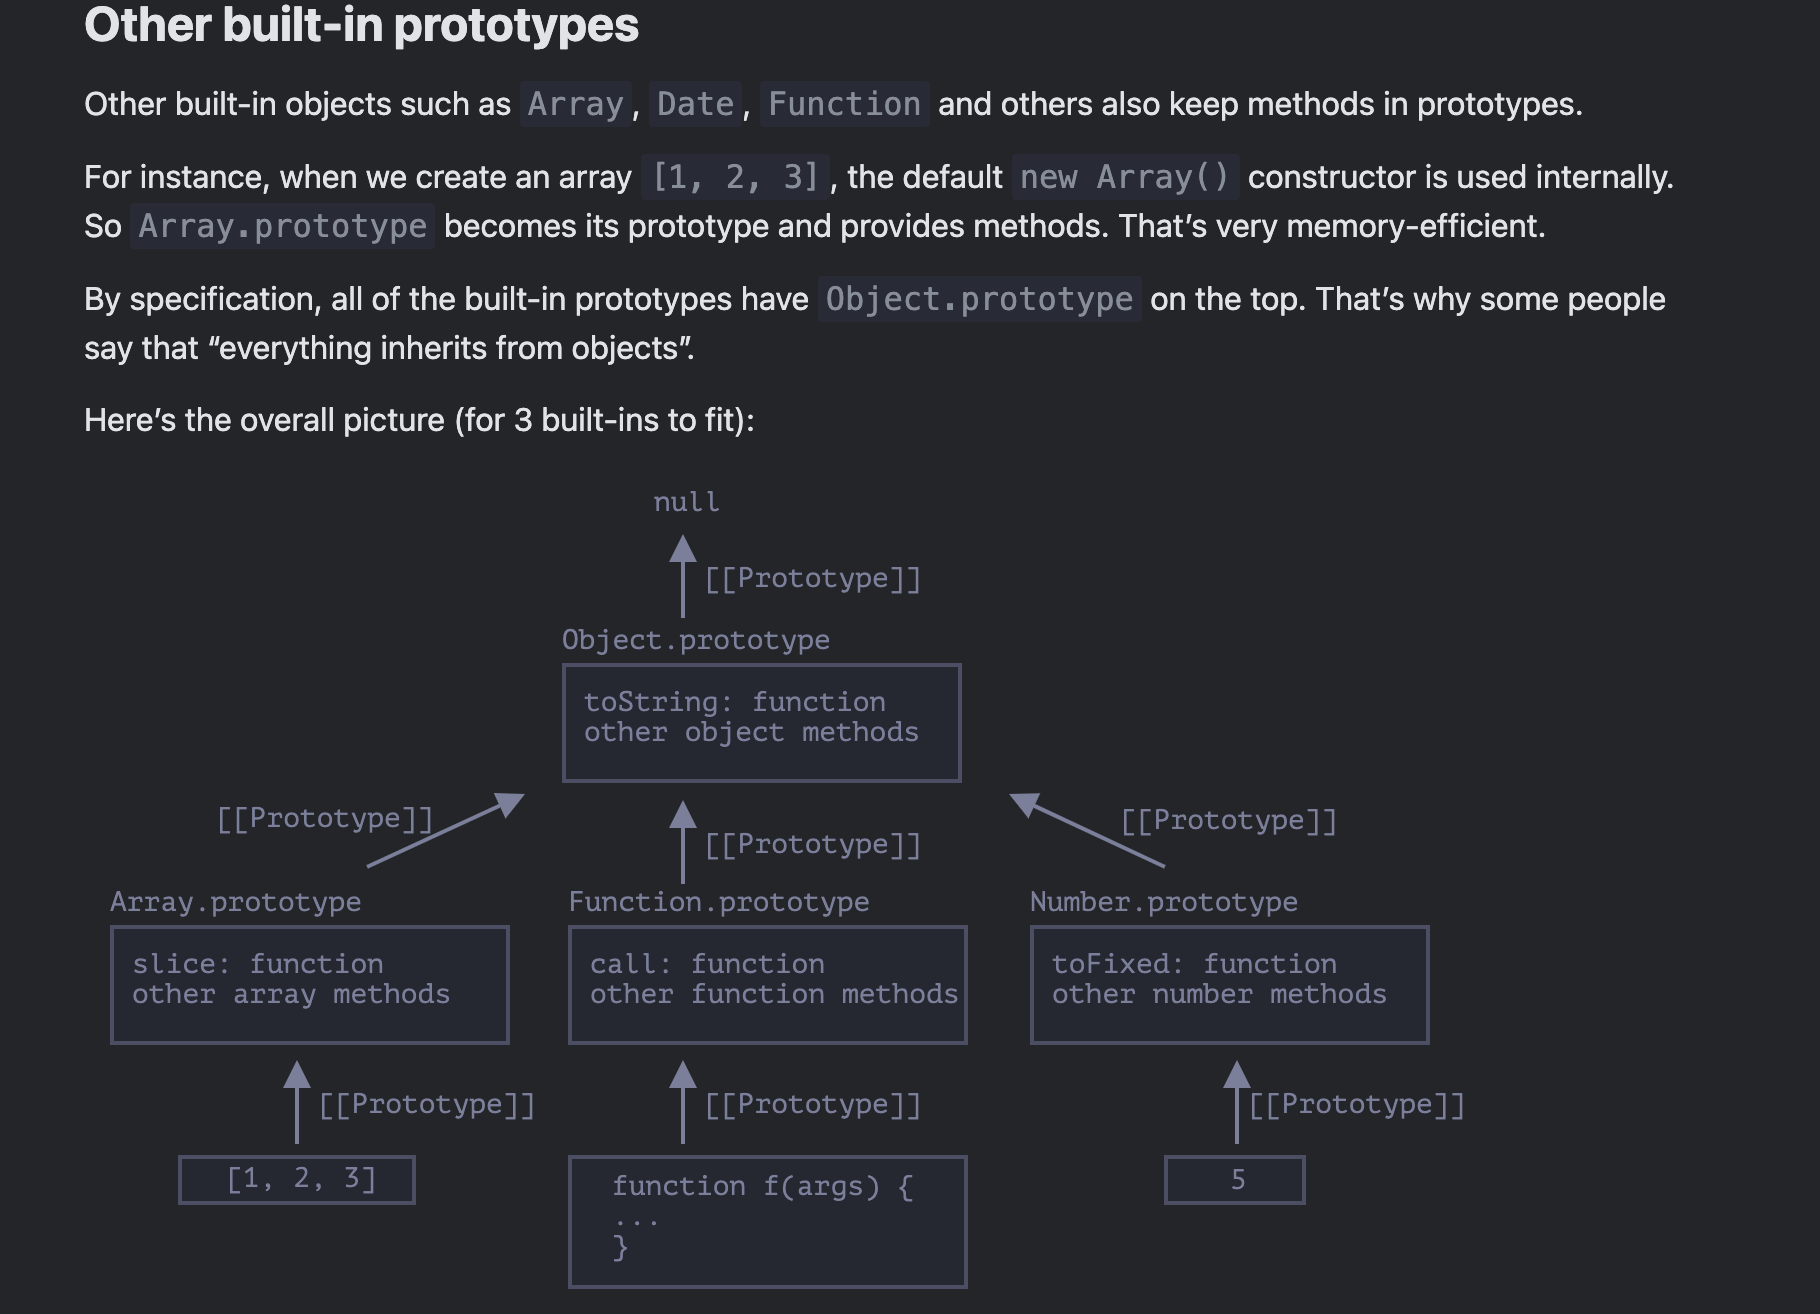 Other built-in prototypes
Other built-in objects such as Array, Date, Function and others also keep methods in prototypes.
For instance, when we create an array [1, 2, 3], the default new Array() constructor is used internally.
So Array.prototype becomes its prototype and provides methods. That’s very memory-efficient.
By specification, all of the built-in prototypes have Object.prototype on the top. That’s why some people
say that “everything inherits from objects”.
Here’s the overall picture (for 3 built-ins to fit):
null
[[Prototype]]
Object.prototype
toString: function
other object methods
[[Prototype]]
[[Prototype]]
[[Prototype]]
Array.prototype
slice: function
other array methods
Function.prototype
call: function
other function methods
Number.prototype
toFixed: function
other number methods
[[Prototype]]
[[Prototype]]
[[Prototype]]
[1, 2, 3]
function f(args) {
...
}
5